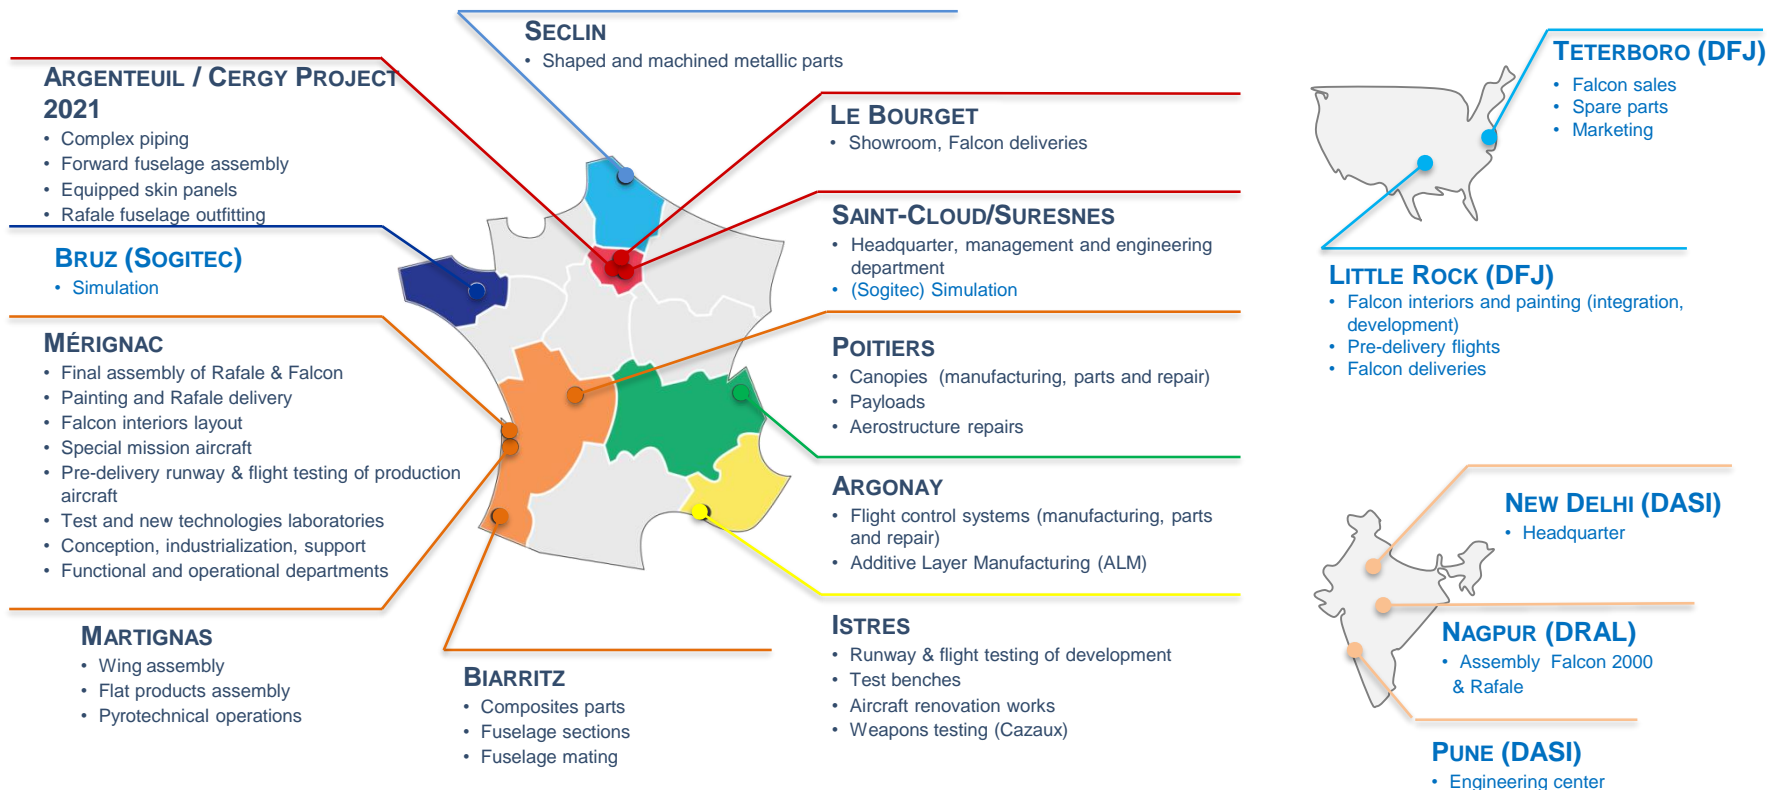 SECLIN
• Shaped and machined metallic parts
ARGENTEUIL / CERGY PROJECT
2021
• Complex piping
• Forward fuselage assembly
• Equipped skin panels
• Rafale fuselage outfitting
BRUZ (SOGITEC)
• Simulation
MÉRIGNAC
• Final assembly of Rafale & Falcon
• Painting and Rafale delivery
• Falcon interiors layout
• Special mission aircraft
• Pre-delivery runway & flight testing of production
aircraft
• Test and new technologies laboratories
• Conception, industrialization, support
• Functional and operational departments
MARTIGNAS
• Wing assembly
• Flat products assembly
• Pyrotechnical operations
BIARRITZ
• Composites parts
• Fuselage sections
• Fuselage mating
LE BOURGET
• Showroom, Falcon deliveries
SAINT-CLOUD/SURESNES
• Headquarter, management and engineering
department
• (Sogitec) Simulation
POITIERS
• Canopies (manufacturing, parts and repair)
• Payloads
• Aerostructure repairs
ARGONAY
• Flight control systems (manufacturing, parts
and repair)
• Additive Layer Manufacturing (ALM)
ISTRES
• Runway & flight testing of development
• Test benches
• Aircraft renovation works
• Weapons testing (Cazaux)
TETERBORO (DFJ)
• Falcon sales
• Spare parts
• Marketing
LITTLE ROCK (DFJ)
• Falcon interiors and painting (integration,
development)
• Pre-delivery flights
• Falcon deliveries
NEW DELHI (DASI)
• Headquarter
NAGPUR (DRAL)
• Assembly Falcon 2000
& Rafale
PUNE (DASI)
• Engineering center